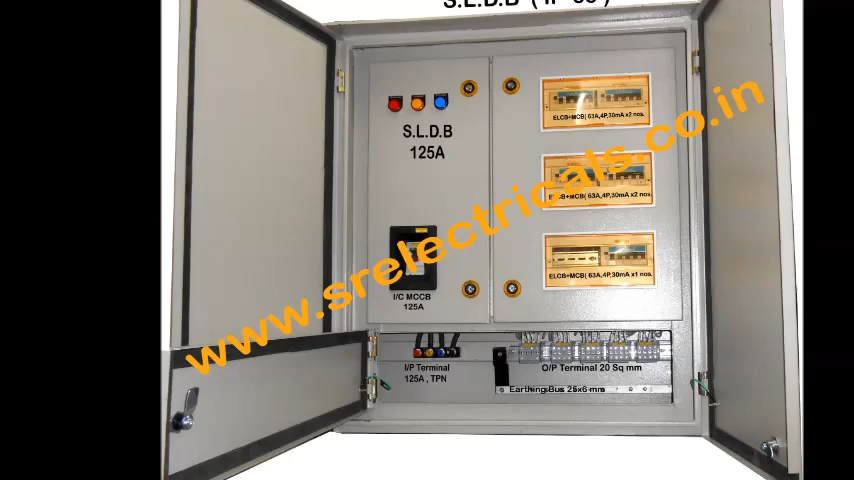 S.L.D.B
125A
ELCB+MCB( 63A,4P,30mA x2 nos.
ELCB+MCB( 63A,4P,30mA x2 nos.
ELCB+MCB( 63A,4P,30mA x1 nos.
www.srelectricals.co.in
I/C MCCB
125A
I/P Terminal
125A , TPN
O/P Terminal 20 Sq mm
Earthing Bus 25x6 mm